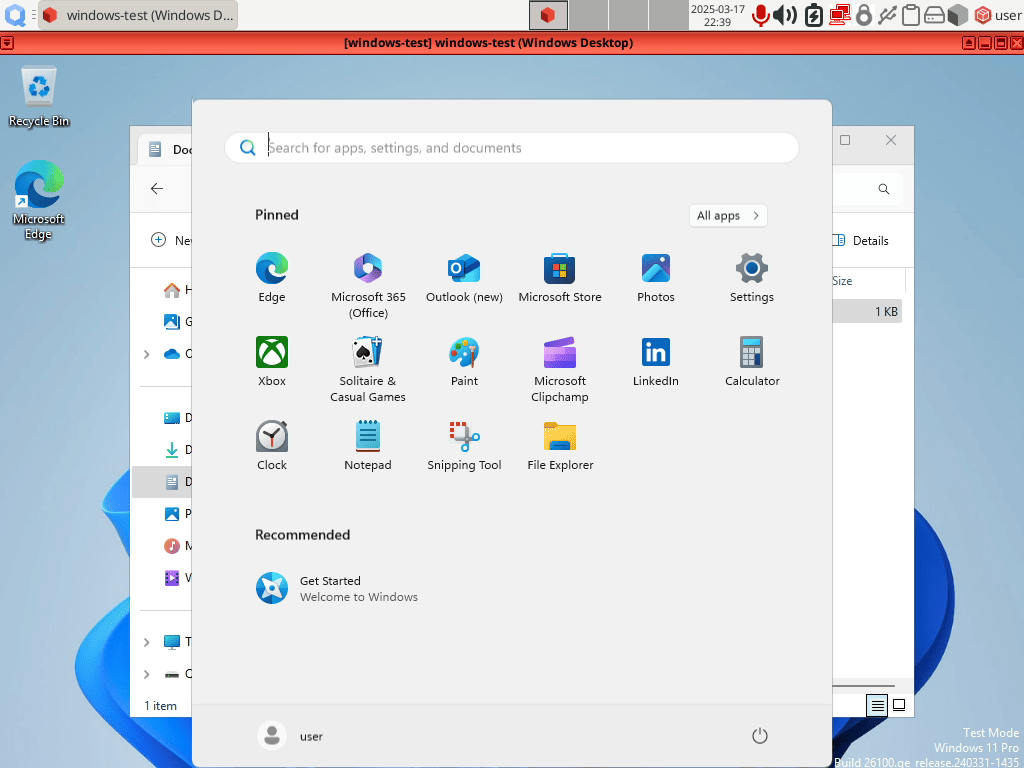 windows-test (Windows D...
2025-03-17
22:39
user
[windows-test] windows-test (Windows Desktop)
Recycle Bin
Microsoft
Edge
Search for apps, settings, and documents
Pinned
All apps
Edge
Microsoft 365
(Office)
Outlook (new)
Microsoft Store
Photos
Settings
Xbox
Solitaire &
Casual Games
Paint
Microsoft
Clipchamp
LinkedIn
Calculator
Clock
Notepad
Snipping Tool
File Explorer
Recommended
Get Started
Welcome to Windows
user
Details
Size
1 KB
1 item
Test Mode
Windows 11 Pro
Build 26100.ge_release.240331-1435